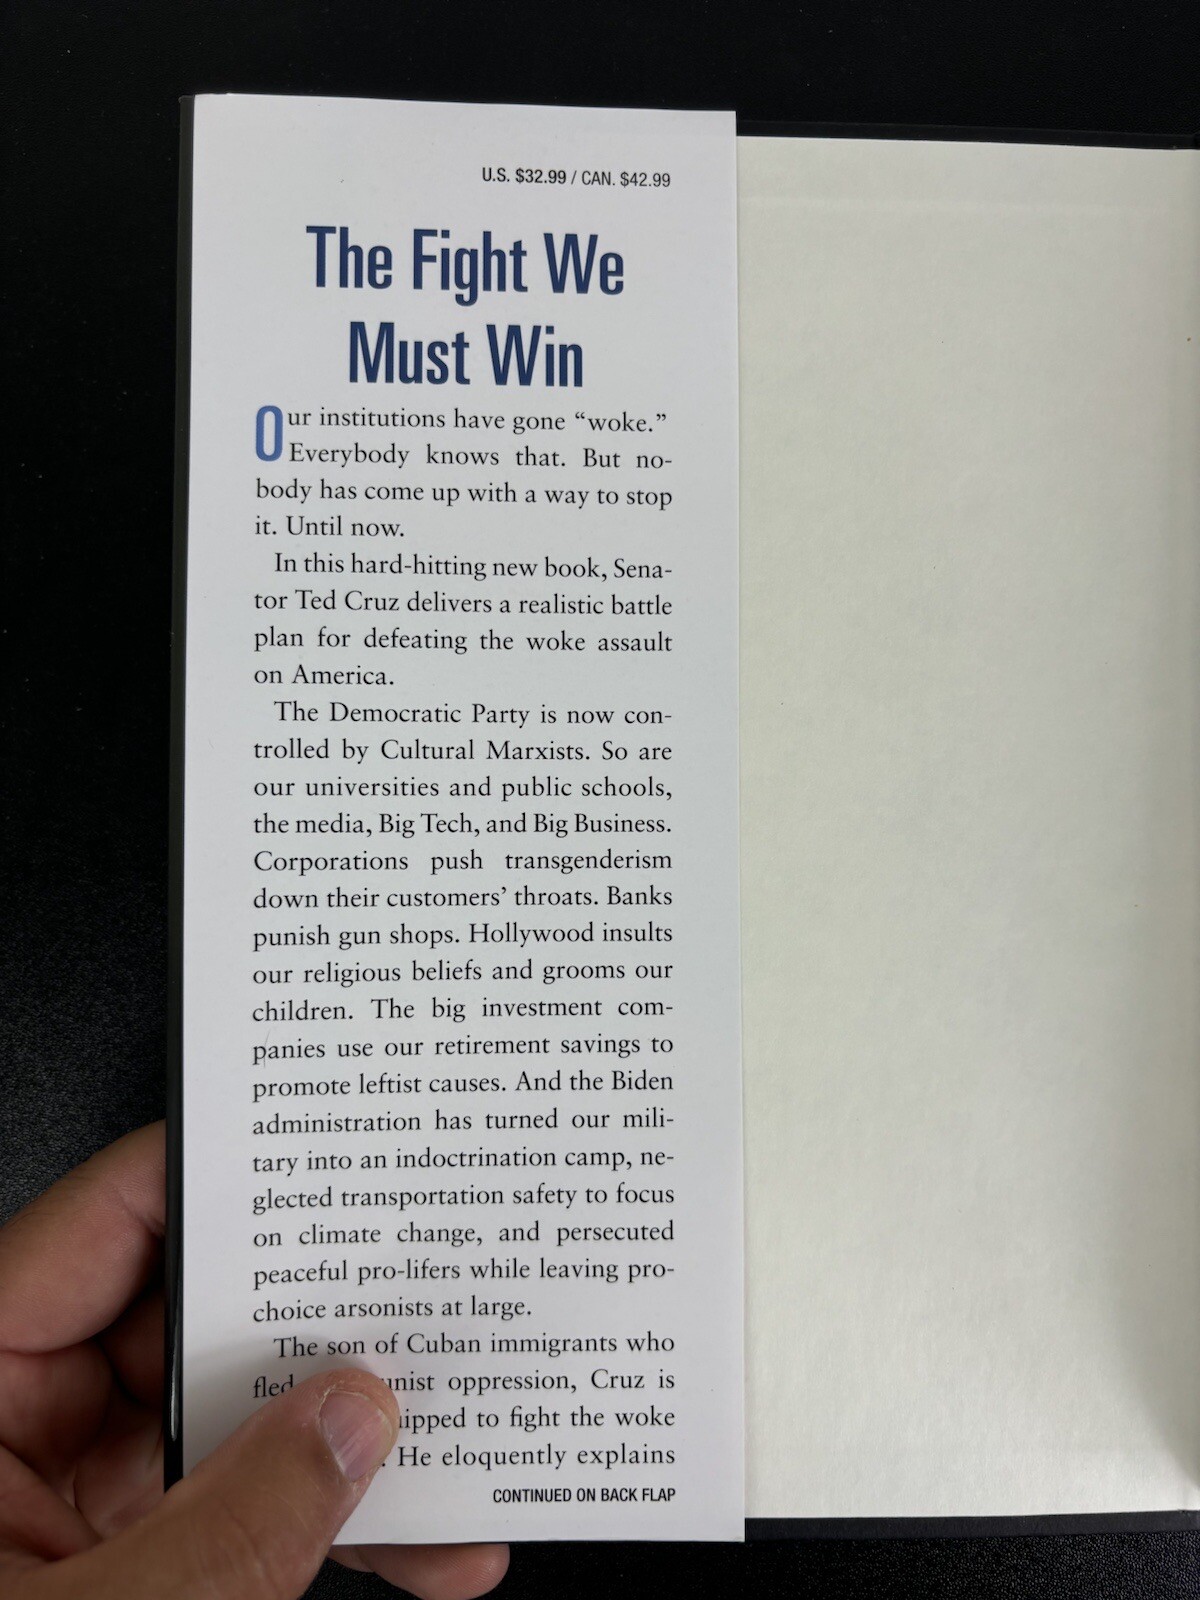 U.S. $32.99 / CAN. $42.99
The Fight We
Must Win
Our institutions have gone “woke.”
Everybody knows that. But no-
body has come up with a way to stop
it. Until now.
In this hard-hitting new book, Sena-
tor Ted Cruz delivers a realistic battle
plan for defeating the woke assault
on America.
The Democratic Party is now con-
trolled by Cultural Marxists. So are
our universities and public schools,
the media, Big Tech, and Big Business.
Corporations push transgenderism
down their customers’ throats. Banks
punish gun shops. Hollywood insults
our religious beliefs and grooms our
children. The big investment com-
panies use our retirement savings to
promote leftist causes. And the Biden
administration has turned our mili-
tary into an indoctrination camp, ne-
glected transportation safety to focus
on climate change, and persecuted
peaceful pro-lifers while leaving pro-
choice arsonists at large.
The son of Cuban immigrants who
fled oppression, Cruz is
to fight the woke
He eloquently explains
CONTINUED ON BACK FLAP